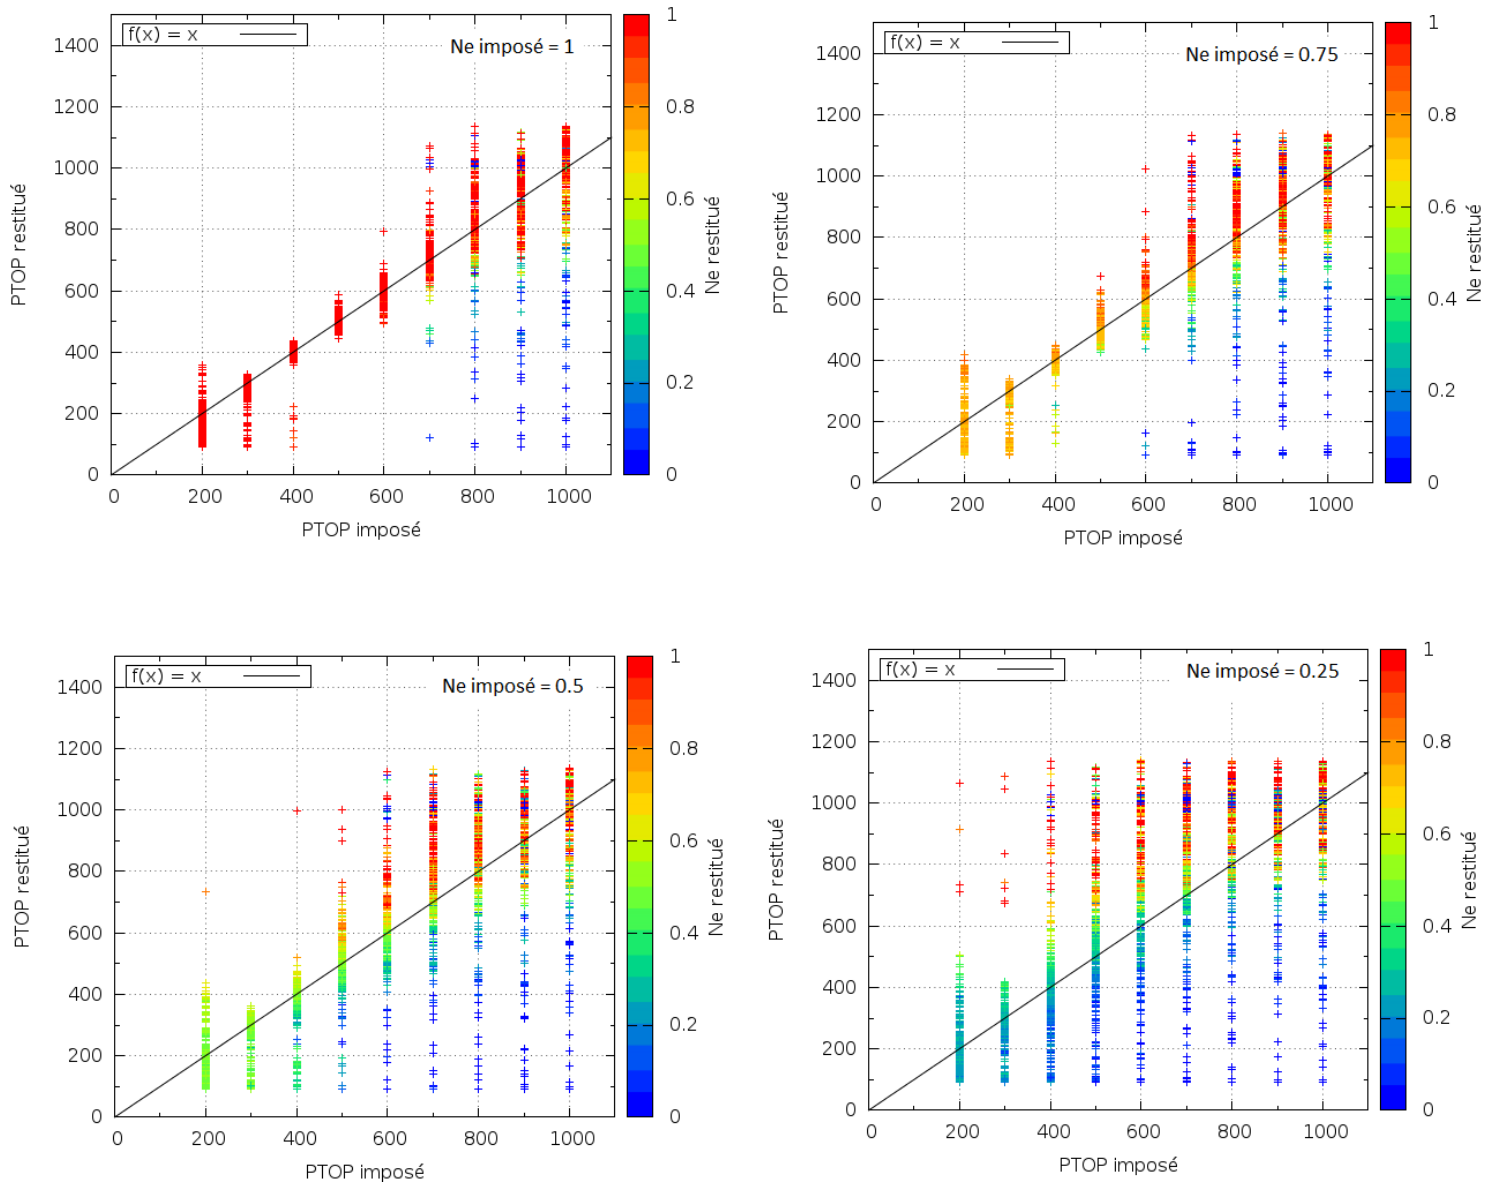 f(x) = x
Ne imposé = 1
1400
1200
1000
800
600
400
200
0
PTOP restitué
0 200 400 600 800 1000
PTOP imposé
1
0.8
0.6
0.4
0.2
0
Ne restitué
f(x) = x
Ne imposé = 0.75
1400
1200
1000
800
600
400
200
0
PTOP restitué
0 200 400 600 800 1000
PTOP imposé
1
0.8
0.6
0.4
0.2
0
Ne restitué
f(x) = x
Ne imposé = 0.5
1400
1200
1000
800
600
400
200
0
PTOP restitué
0 200 400 600 800 1000
PTOP imposé
1
0.8
0.6
0.4
0.2
0
Ne restitué
f(x) = x
Ne imposé = 0.25
1400
1200
1000
800
600
400
200
0
PTOP restitué
0 200 400 600 800 1000
PTOP imposé
1
0.8
0.6
0.4
0.2
0
Ne restitué